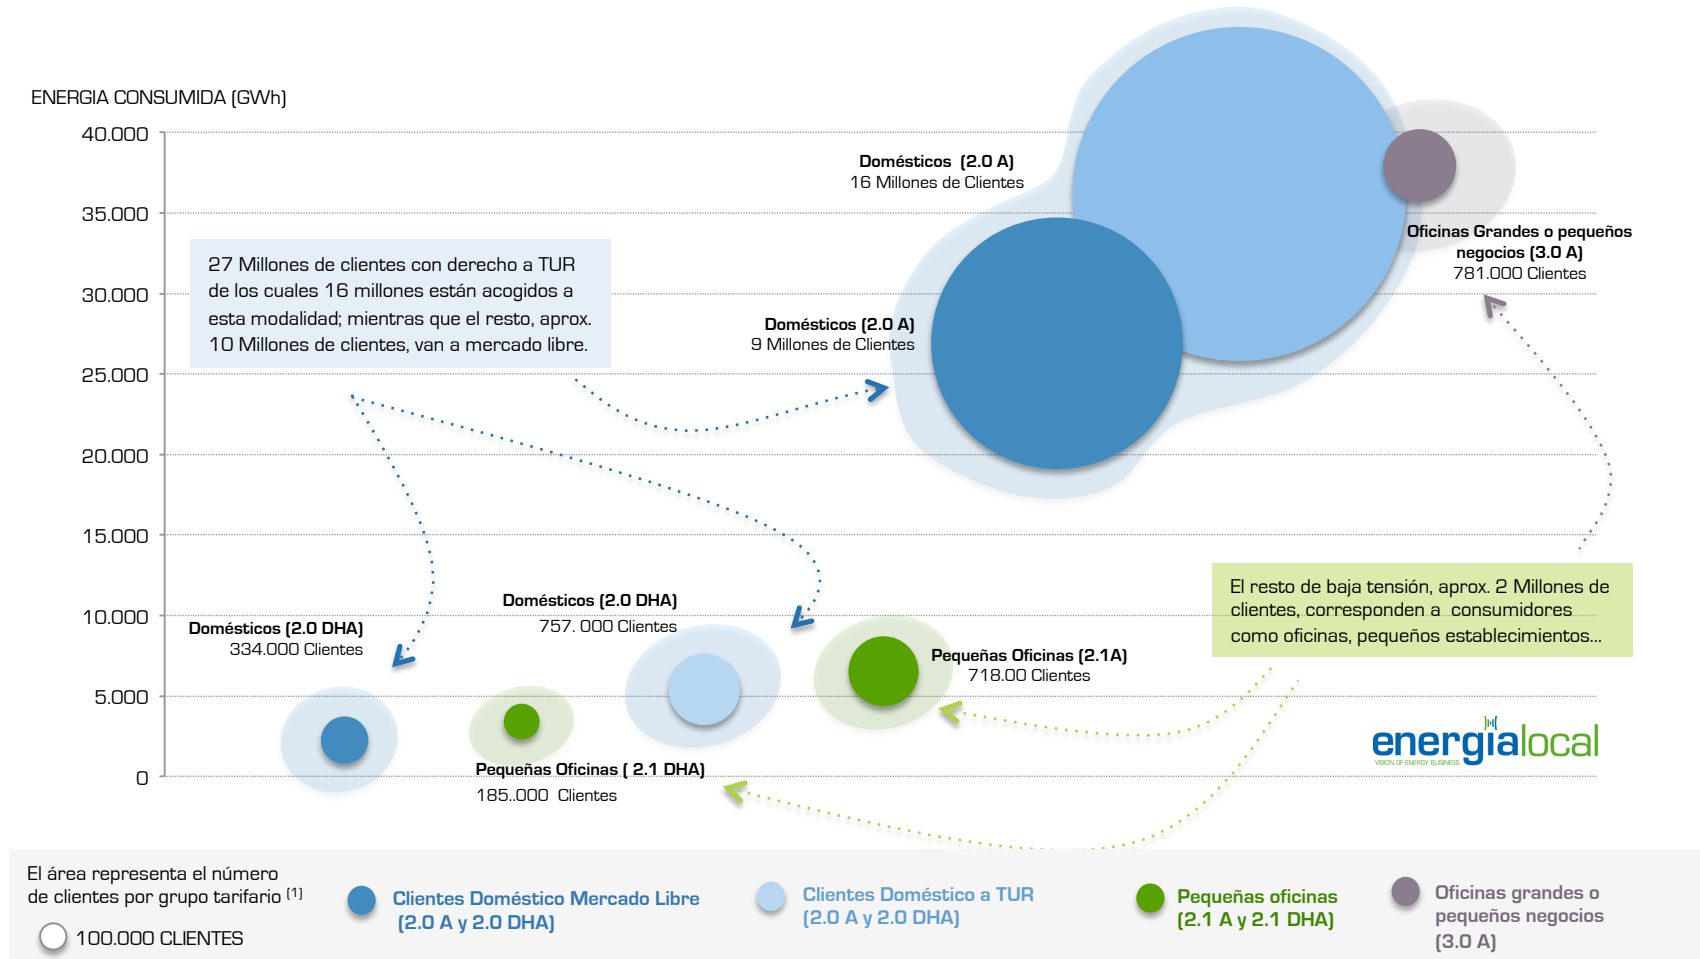 ENERGIA CONSUMIDA (GWh)
40.000
35.000
30.000
25.000
20.000
15.000
10.000
5.000
0
27 Millones de clientes con derecho a TUR
de los cuales 16 millones están acogidos a
esta modalidad; mientras que el resto, aprox.
10 Millones de clientes, van a mercado libre.
Domésticos (2.0 A)
16 Millones de Clientes
Domésticos (2.0 A)
9 Millones de Clientes
Oficinas Grandes o pequeños
negocios (3.0 A)
781.000 Clientes
Domésticos (2.0 DHA)
334.000 Clientes
Domésticos (2.0 DHA)
757. 000 Clientes
Pequeñas Oficinas (2.1A)
718.00 Clientes
Pequeñas Oficinas ( 2.1 DHA)
185..000 Clientes
El resto de baja tensión, aprox. 2 Millones de
clientes, corresponden a consumidores
como oficinas, pequeños establecimientos...
energíalocal
VISION OF ENERGY BUSINESS
El área representa el número
de clientes por grupo tarifario (1)
100.000 CLIENTES
Clientes Doméstico Mercado Libre
(2.0 A y 2.0 DHA)
Clientes Doméstico a TUR
(2.0 A y 2.0 DHA)
Pequeñas oficinas
(2.1 A y 2.1 DHA)
Oficinas grandes o
pequeños negocios
(3.0 A)